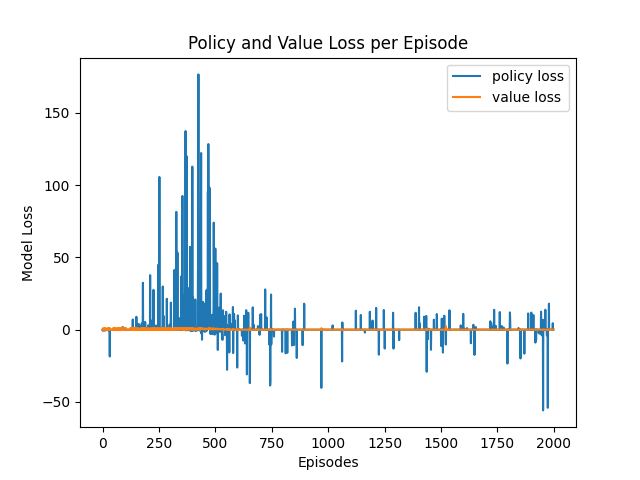 Policy and Value Loss per Episode
policy loss
value loss
150
100
50
0
−50
Model Loss
0
250
500
750
1000
1250
1500
1750
2000
Episodes